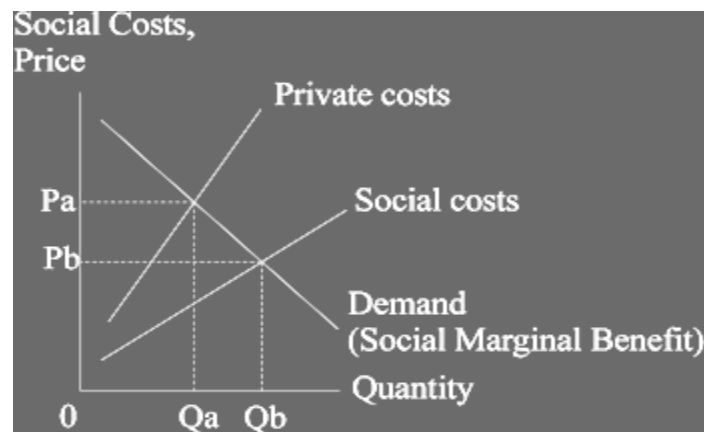 Social Costs,
Price
Private costs
Pa
Social costs
Pb
Demand
(Social Marginal Benefit)
Quantity
0
Qa
Qb